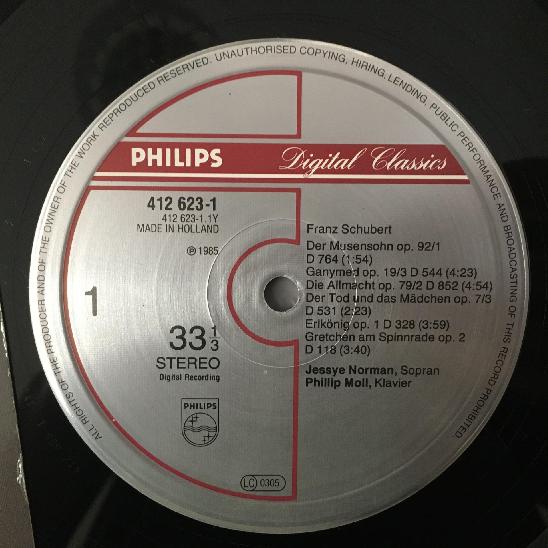 ALL RIGHTS OF THE PRODUCER AND OF THE OWNER OF THE WORK REPRODUCED RESERVED. UNAUTHORISED COPYING, HIRING, LENDING, PUBLIC PERFORMANCE AND BROADCASTING OF THIS RECORD PROHIBITED
PHILIPS Digital Classics
412 623-1
412 623-1.1Y
MADE IN HOLLAND
℗ 1985
1
33 1/3
STEREO
Digital Recording
PHILIPS
Franz Schubert
Der Musensohn op. 92/1
D 764 (1:54)
Ganymed op. 19/3 D 544 (4:23)
Die Allmacht op. 79/2 D 852 (4:54)
Der Tod und das Mädchen op. 7/3
D 531 (2:23)
Erlkönig op. 1 D 328 (3:59)
Gretchen am Spinnrade op. 2
D 118 (3:40)
Jessye Norman, Sopran
Phillip Moll, Klavier
LC 0305